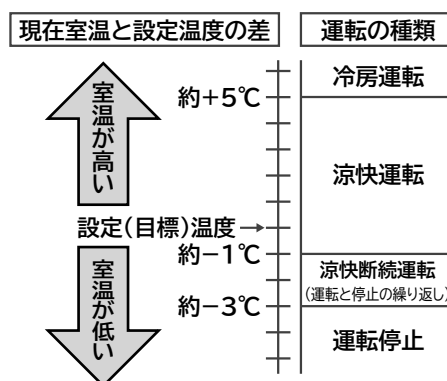 現在室温と設定温度の差
運転の種類
室温が高い
約+5℃
冷房運転
涼快運転
設定(目標)温度→
約-1℃
涼快断続運転
(運転と停止の繰り返し)
室温が低い
約-3℃
運転停止